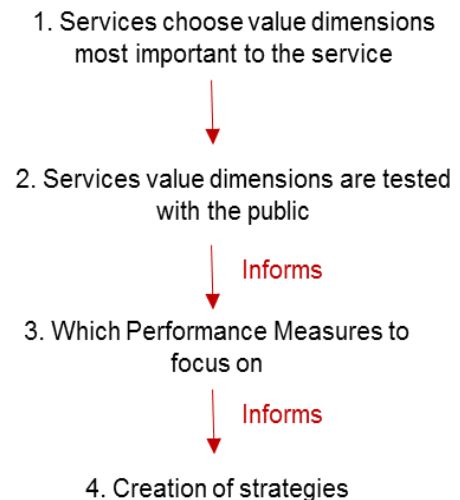 1. Services choose value dimensions
most important to the service
2. Services value dimensions are tested
with the public
Informs
3. Which Performance Measures to
focus on
Informs
4. Creation of strategies